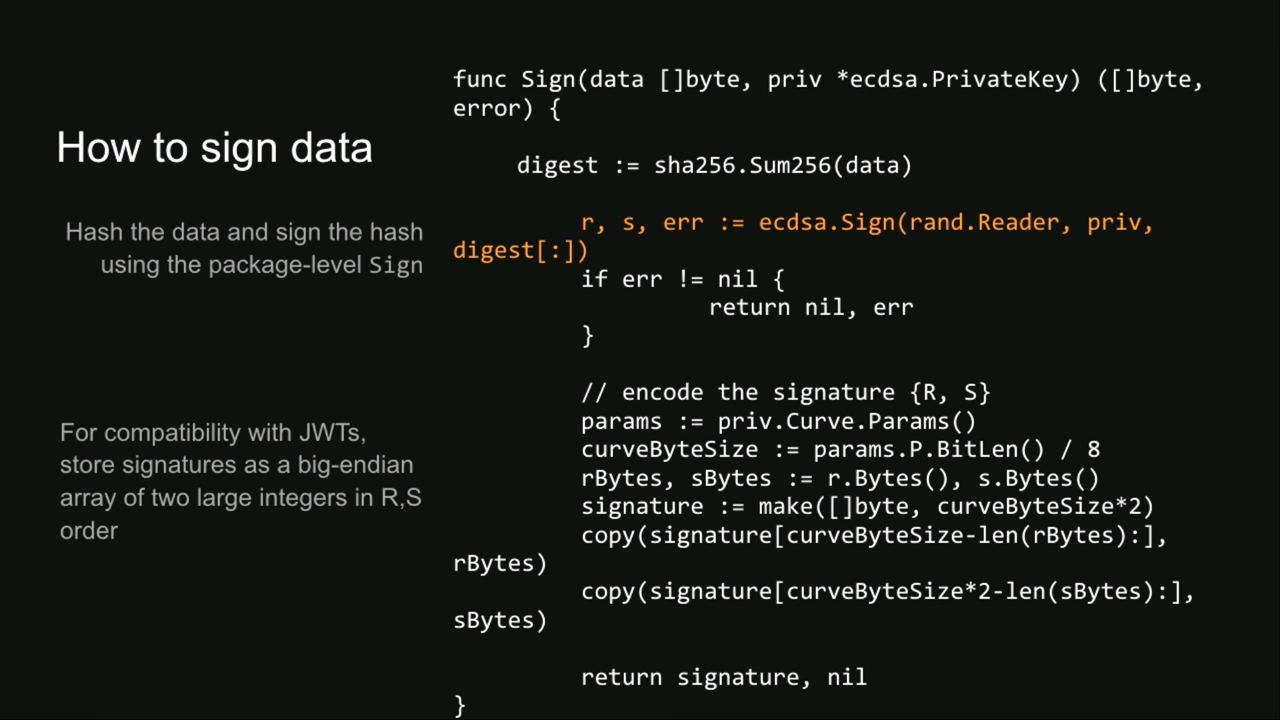 How to sign data
Hash the data and sign the hash
using the package-level Sign
For compatibility with JWTs,
store signatures as a big-endian
array of two large integers in R,S
order
func Sign(data []byte, priv *ecdsa.PrivateKey) ([]byte,
error) {
digest := sha256.Sum256(data)
r, s, err := ecdsa.Sign(rand.Reader, priv,
digest[:])
if err != nil {
return nil, err
}
// encode the signature {R, S}
params := priv.Curve.Params()
curveByteSize := params.P.BitLen() / 8
rBytes, sBytes := r.Bytes(), s.Bytes()
signature := make([]byte, curveByteSize*2)
copy(signature[curveByteSize-len(rBytes):],
rBytes)
copy(signature[curveByteSize*2-len(sBytes):],
sBytes)
return signature, nil
}